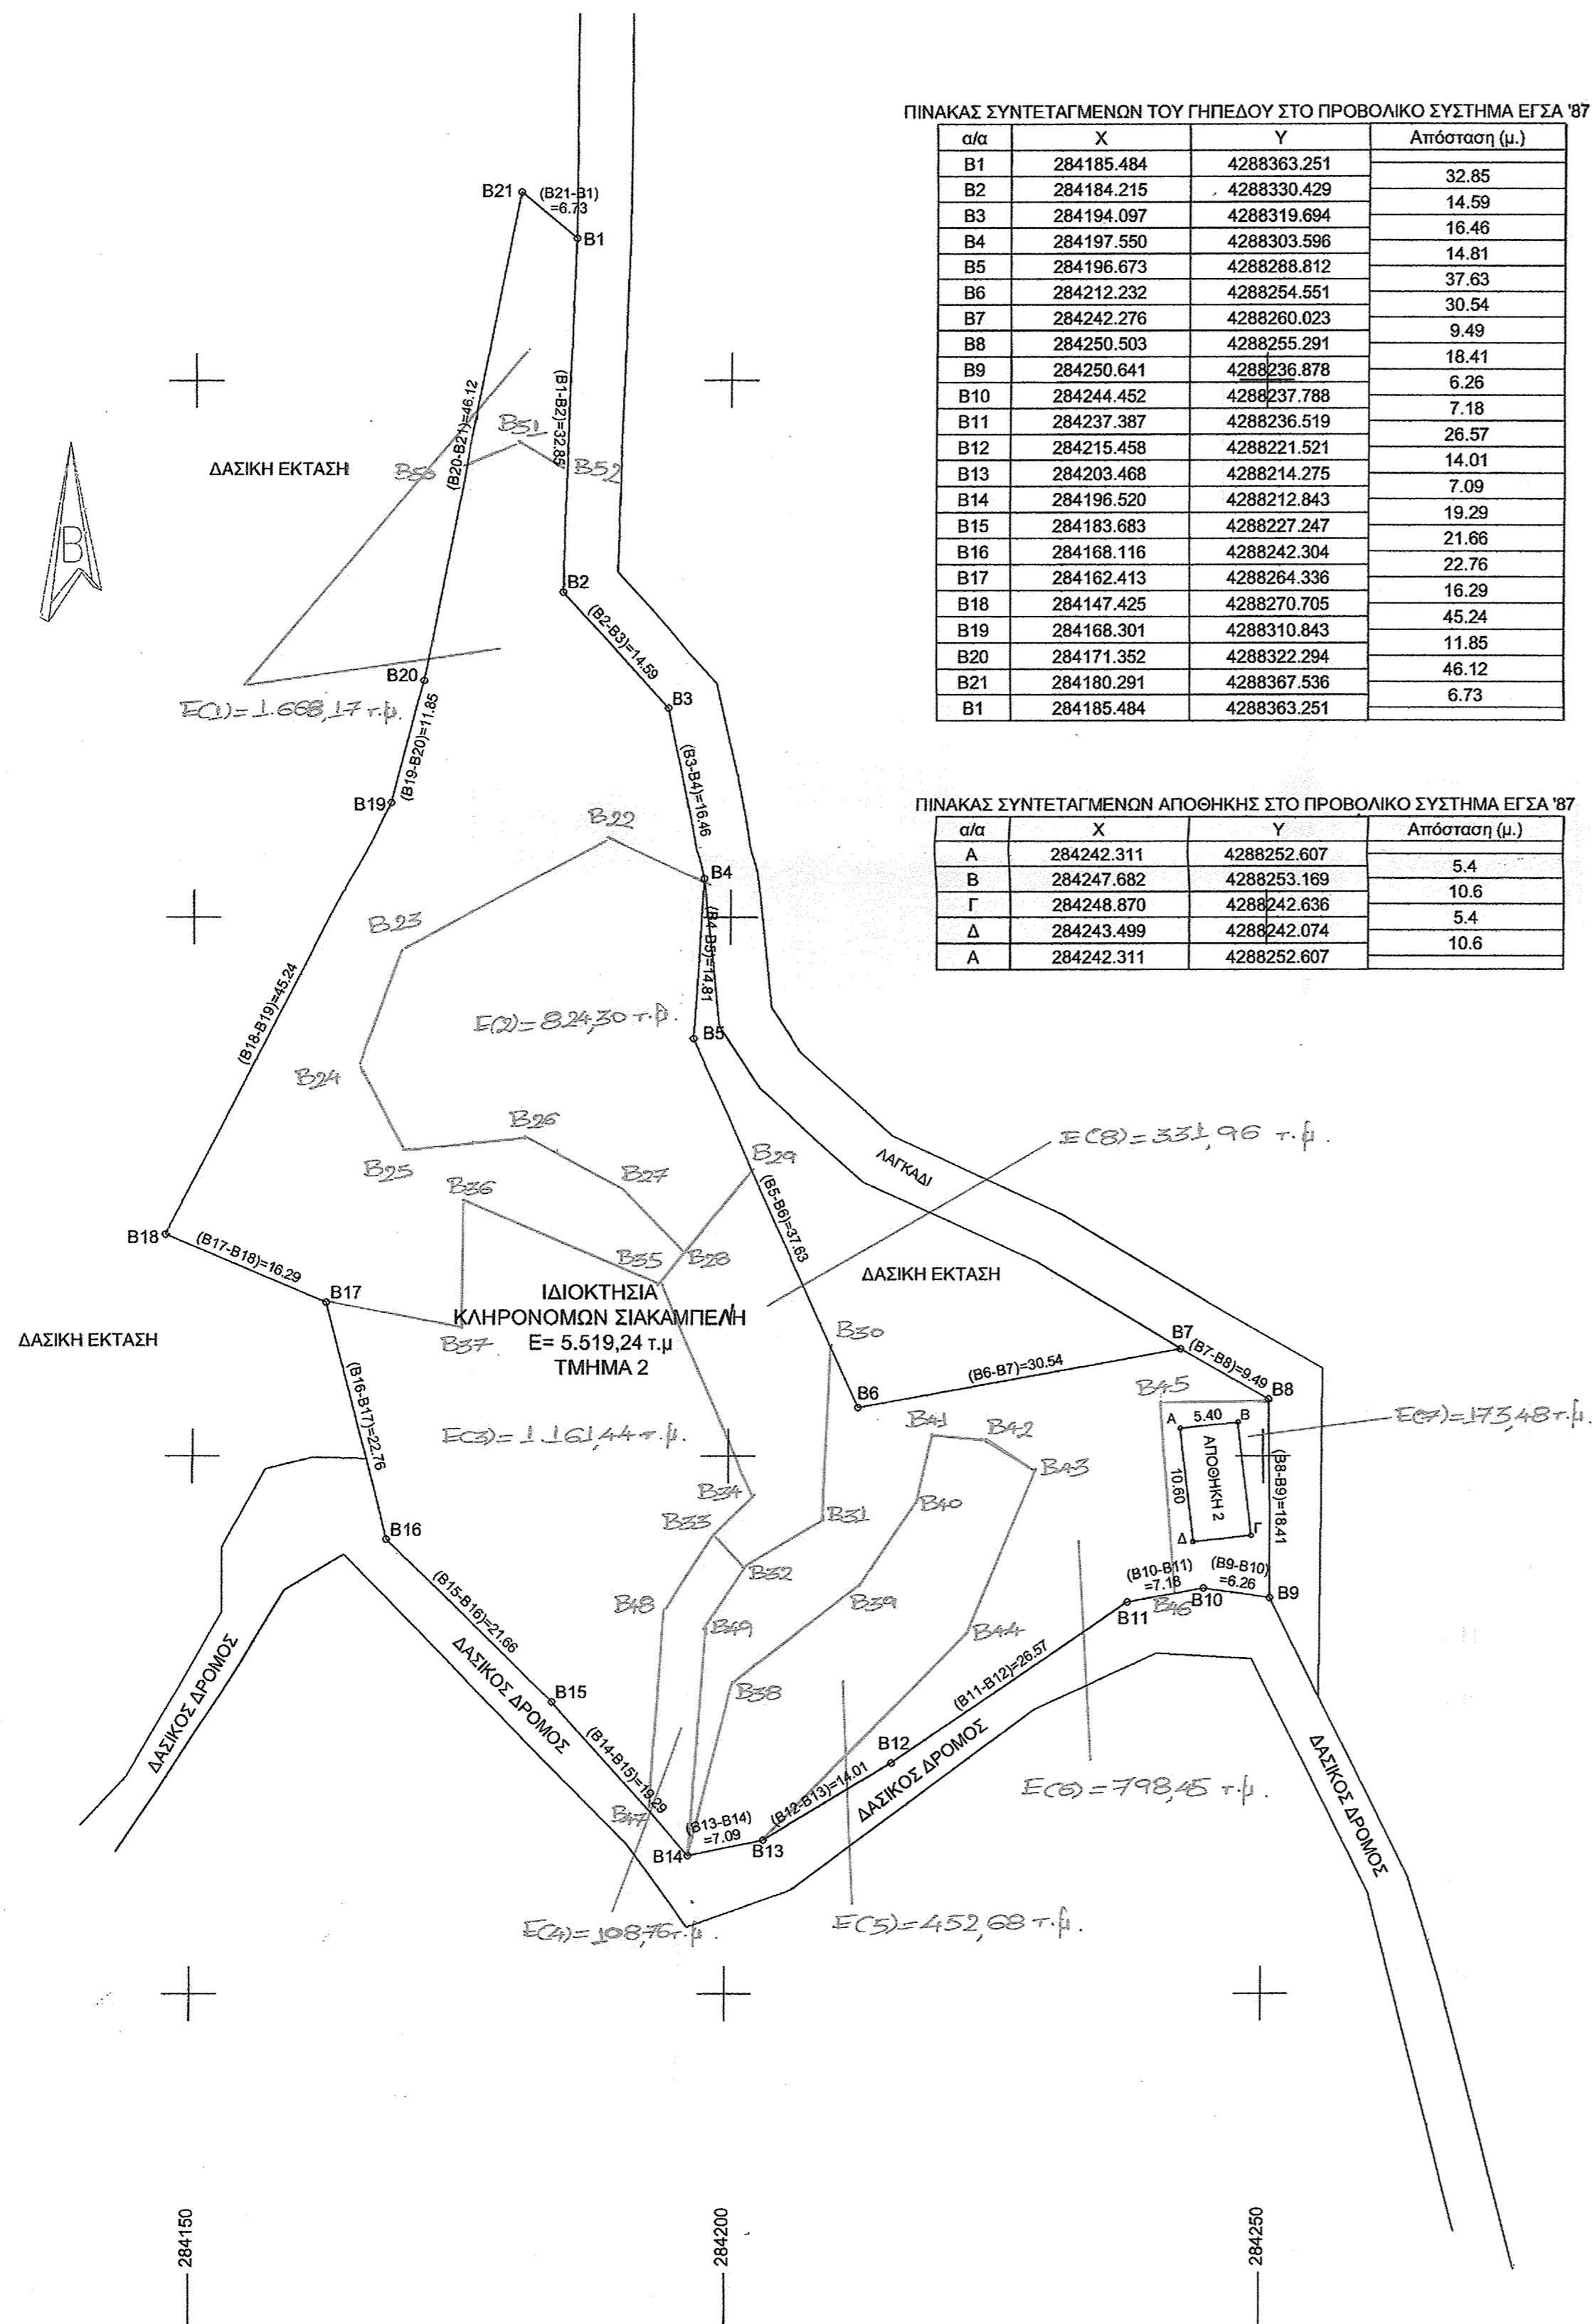 ΠΙΝΑΚΑΣ ΣΥΝΤΕΤΑΓΜΕΝΩΝ ΤΟΥ ΓΗΠΕΔΟΥ ΣΤΟ ΠΡΟΒΟΛΙΚΟ ΣΥΣΤΗΜΑ ΕΓΣΑ '87
α/α X Y Απόσταση (μ.)
B1 284185.484 4288363.251
32.85
B2 284184.215 4288330.429
14.59
B3 284194.097 4288319.694
16.46
B4 284197.550 4288303.596
14.81
B5 284196.673 4288288.812
37.63
B6 284212.232 4288254.551
30.54
B7 284242.276 4288260.023
9.49
B8 284250.503 4288255.291
18.41
B9 284250.641 4288236.878
6.26
B10 284244.452 4288237.788
7.18
B11 284237.387 4288236.519
26.57
B12 284215.458 4288221.521
14.01
B13 284203.468 4288214.275
7.09
B14 284196.520 4288212.843
19.29
B15 284183.683 4288227.247
21.66
B16 284168.116 4288242.304
22.76
B17 284162.413 4288264.336
16.29
B18 284147.425 4288270.705
45.24
B19 284168.301 4288310.843
11.85
B20 284171.352 4288322.294
46.12
B21 284180.291 4288367.536
6.73
B1 284185.484 4288363.251
ΠΙΝΑΚΑΣ ΣΥΝΤΕΤΑΓΜΕΝΩΝ ΑΠΟΘΗΚΗΣ ΣΤΟ ΠΡΟΒΟΛΙΚΟ ΣΥΣΤΗΜΑ ΕΓΣΑ '87
α/α X Y Απόσταση (μ.)
A 284242.311 4288252.607
5.4
B 284247.682 4288253.169
10.6
Γ 284248.870 4288242.636
5.4
Δ 284243.499 4288242.074
10.6
A 284242.311 4288252.607
B21
(B21-B1)
=6.73
B1
(B20-B21)=46.12
(B1-B2)=32.85
B51
B50
B52
ΔΑΣΙΚΗ ΕΚΤΑΣΗ
B
B2
(B2-B3)=14.59
B20
E(1)=1.668,17 τ.μ.
B3
(B19-B20)=11.85
(B3-B4)=16.46
B19
B22
B4
B23
(B4-B5)=14.81
(B18-B19)=45.24
E(2)=824,30 τ.μ.
B5
B24
B26
E(8)=331,96 τ.μ.
B25
B29
B27
ΛΑΓΚΑΔΙ
B36
(B5-B6)=37.63
B18
(B17-B18)=16.29
B35
B28
ΔΑΣΙΚΗ ΕΚΤΑΣΗ
B17
ΙΔΙΟΚΤΗΣΙΑ
ΚΛΗΡΟΝΟΜΩΝ ΣΙΑΚΑΜΠΕΛΗ
E= 5.519,24 τ.μ
ΤΜΗΜΑ 2
ΔΑΣΙΚΗ ΕΚΤΑΣΗ
B37
B30
B7
(B7-B8)=9.49
(B6-B7)=30.54
B6
B45
B8
(B16-B17)=22.76
E(3)=1.161,44 τ.μ.
B41
B42
A
5.40
B
E(7)=173,48 τ.μ.
B43
10.60
ΑΠΟΘΗΚΗ 2
(B8-B9)=18.41
B34
B40
B33
B31
B16
Δ
Γ
B32
(B15-B16)=21.66
B48
B39
(B10-B11)
=7.18
(B9-B10)
=6.26
B11
B46
B10
B9
B49
B44
ΔΑΣΙΚΟΣ ΔΡΟΜΟΣ
ΔΑΣΙΚΟΣ ΔΡΟΜΟΣ
B15
B38
(B11-B12)=26.57
(B14-B15)=19.29
B12
ΔΑΣΙΚΟΣ ΔΡΟΜΟΣ
ΔΑΣΙΚΟΣ ΔΡΟΜΟΣ
E(6)=798,45 τ.μ.
B47
(B13-B14)
=7.09
(B12-B13)=14.01
B14
B13
E(4)=108,76 τ.μ.
E(5)=452,68 τ.μ.
284150
284200
284250